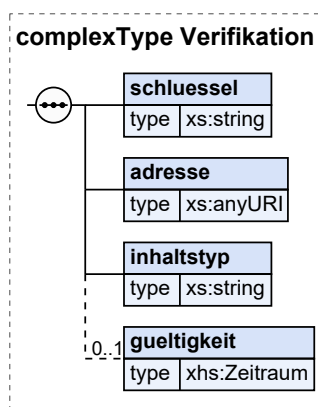 complexType Verifikation
schluessel
type xs:string
adresse
type xs:anyURI
inhaltstyp
type xs:string
0..1 gueltigkeit
type xhs:Zeitraum